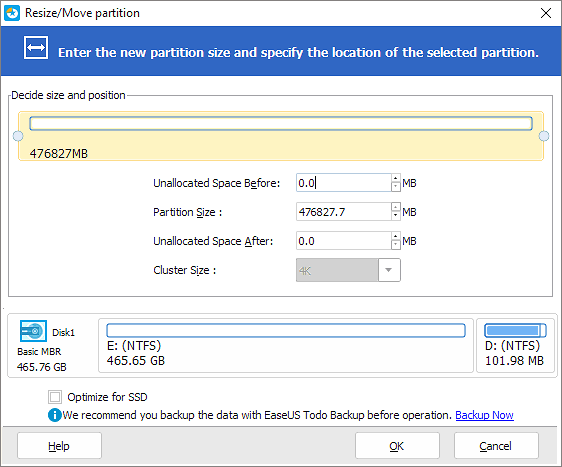 Resize/Move partition
Enter the new partition size and specify the location of the selected partition.
Decide size and position
476827MB
Unallocated Space Before: 0.0 MB
Partition Size : 476827.7 MB
Unallocated Space After: 0.0 MB
Cluster Size : 4K
Disk1
Basic MBR
465.76 GB
E: (NTFS)
465.65 GB
D: (NTFS)
101.98 MB
Optimize for SSD
We recommend you backup the data with EaseUS Todo Backup before operation. Backup Now
Help OK Cancel